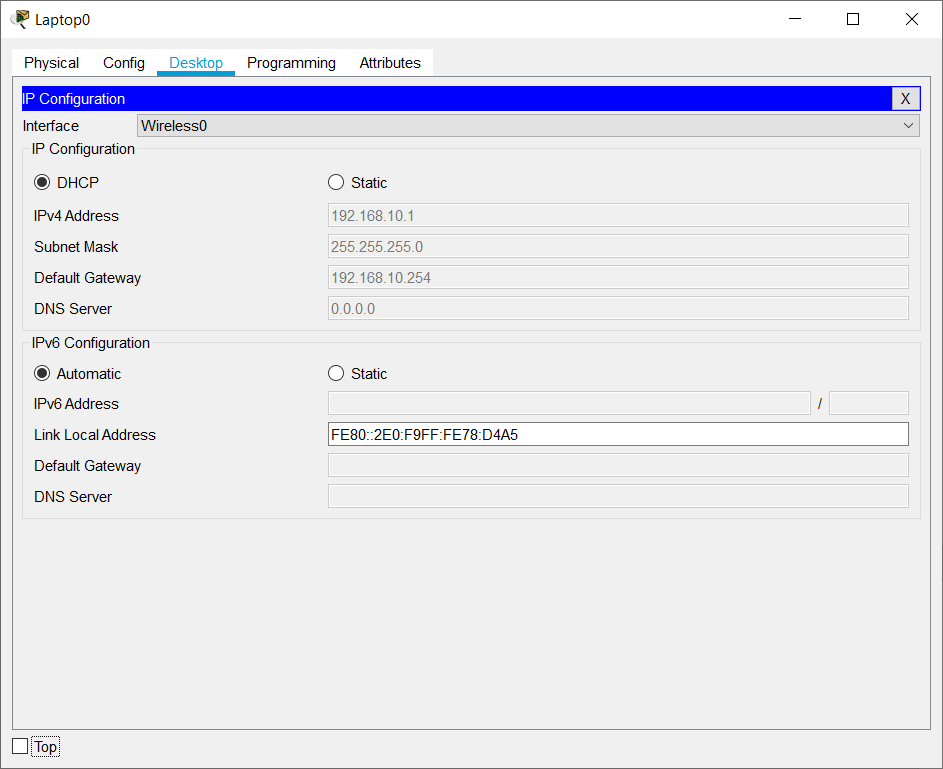 Laptop0
Physical Config Desktop Programming Attributes
IP Configuration X
Interface Wireless0
IP Configuration
DHCP Static
IPv4 Address 192.168.10.1
Subnet Mask 255.255.255.0
Default Gateway 192.168.10.254
DNS Server 0.0.0.0
IPv6 Configuration
Automatic Static
IPv6 Address /
Link Local Address FE80::2E0:F9FF:FE78:D4A5
Default Gateway
DNS Server
Top